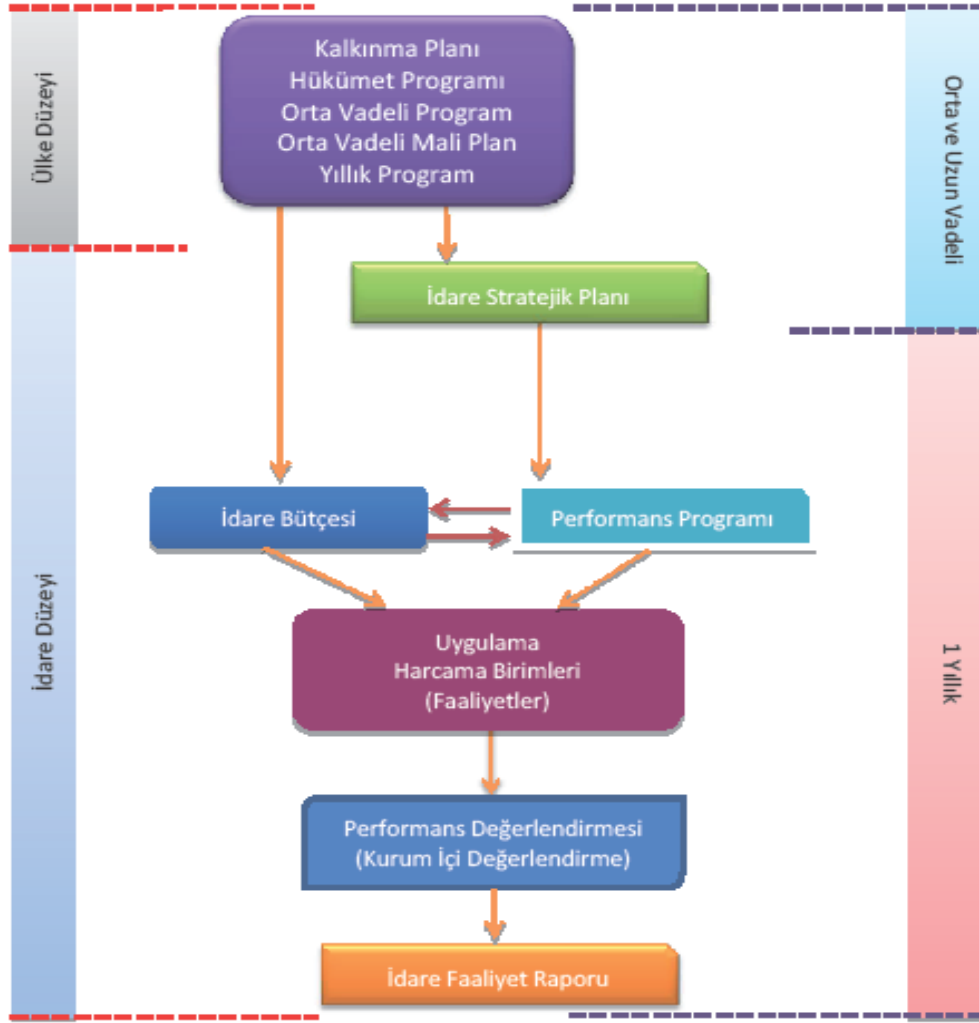 Ülke Düzeyi
Kalkınma Planı
Hükümet Programı
Orta Vadeli Program
Orta Vadeli Mali Plan
Yıllık Program
Orta ve Uzun Vadeli
İdare Stratejik Planı
İdare Düzeyi
İdare Bütçesi
Performans Programı
1 Yıllık
Uygulama
Harcama Birimleri
(Faaliyetler)
Performans Değerlendirmesi
(Kurum İçi Değerlendirme)
İdare Faaliyet Raporu